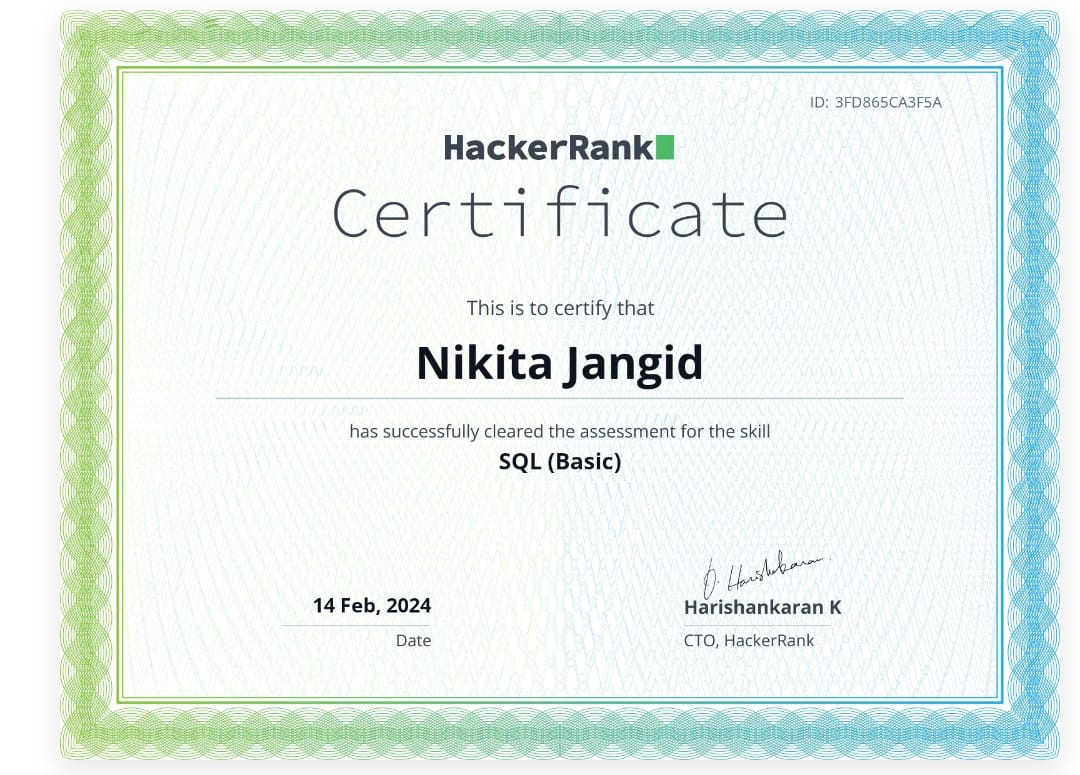 ID: 3FD865CA3F5A
HackerRank
Certificate
This is to certify that
Nikita Jangid
has successfully cleared the assessment for the skill
SQL (Basic)
14 Feb, 2024
Date
Harishankaran K
CTO, HackerRank